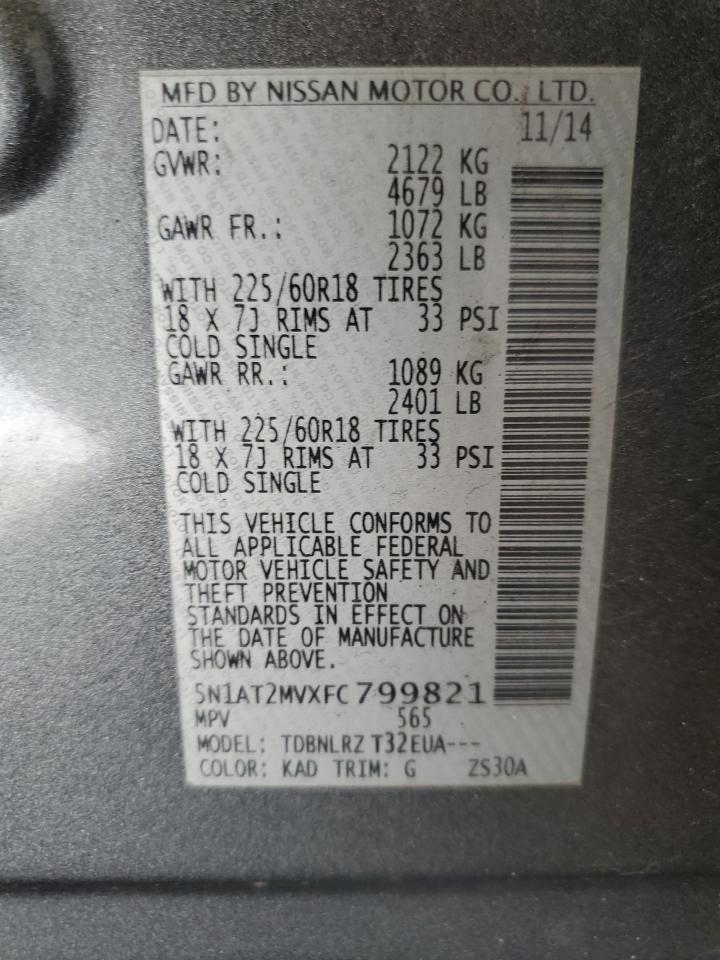 MFD BY NISSAN MOTOR CO., LTD.
DATE: 11/14
GVWR: 2122 KG
4679 LB
GAWR FR.: 1072 KG
2363 LB
WITH 225/60R18 TIRES
18 X 7J RIMS AT 33 PSI
COLD SINGLE
GAWR RR.: 1089 KG
2401 LB
WITH 225/60R18 TIRES
18 X 7J RIMS AT 33 PSI
COLD SINGLE
THIS VEHICLE CONFORMS TO
ALL APPLICABLE FEDERAL
MOTOR VEHICLE SAFETY AND
THEFT PREVENTION
STANDARDS IN EFFECT ON
THE DATE OF MANUFACTURE
SHOWN ABOVE.
5N1AT2MVXFC799821
MPV 565
MODEL: TDBNLRZ T32EUA---
COLOR: KAD TRIM: G ZS30A